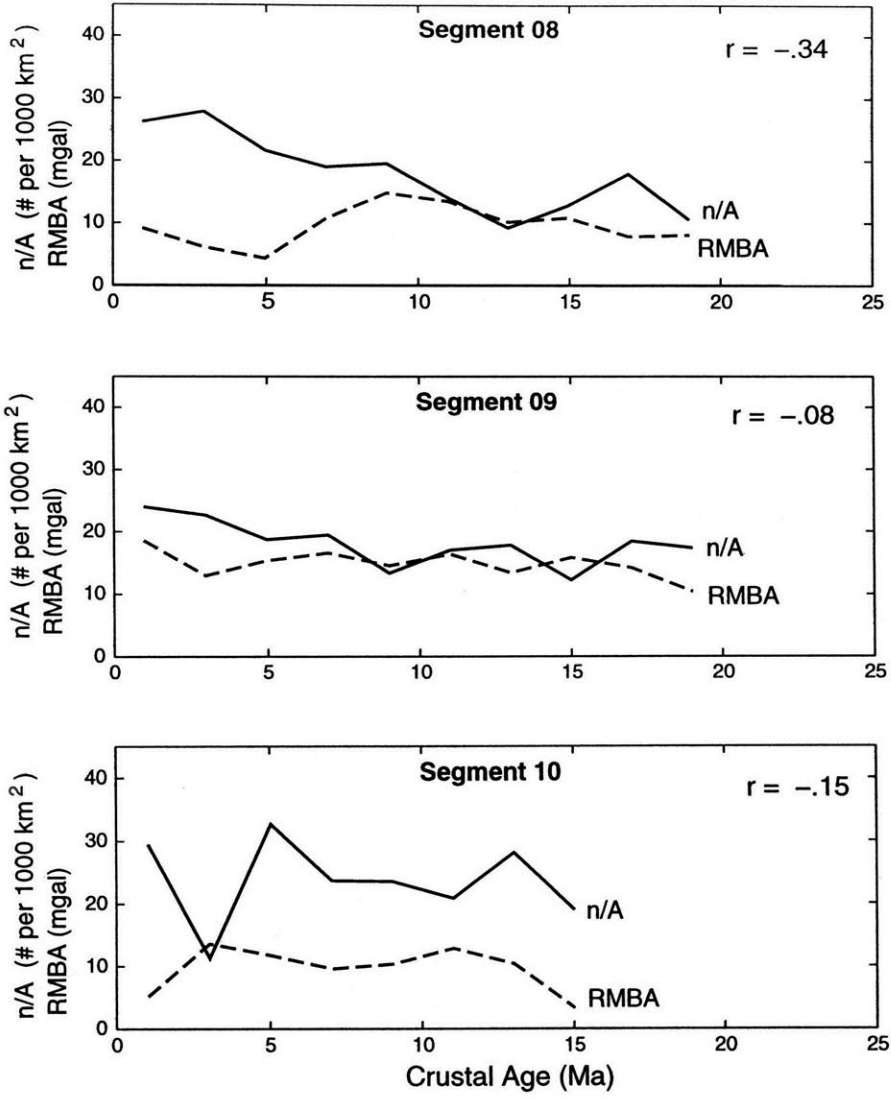 Segment 08
r = -.34
n/A (# per 1000 km²)
RMBA (mgal)
40
30
20
10
0
n/A
RMBA
0 5 10 15 20 25
Segment 09
r = -.08
n/A (# per 1000 km²)
RMBA (mgal)
40
30
20
10
0
n/A
RMBA
0 5 10 15 20 25
Segment 10
r = -.15
n/A (# per 1000 km²)
RMBA (mgal)
40
30
20
10
0
n/A
RMBA
0 5 10 15 20 25
Crustal Age (Ma)